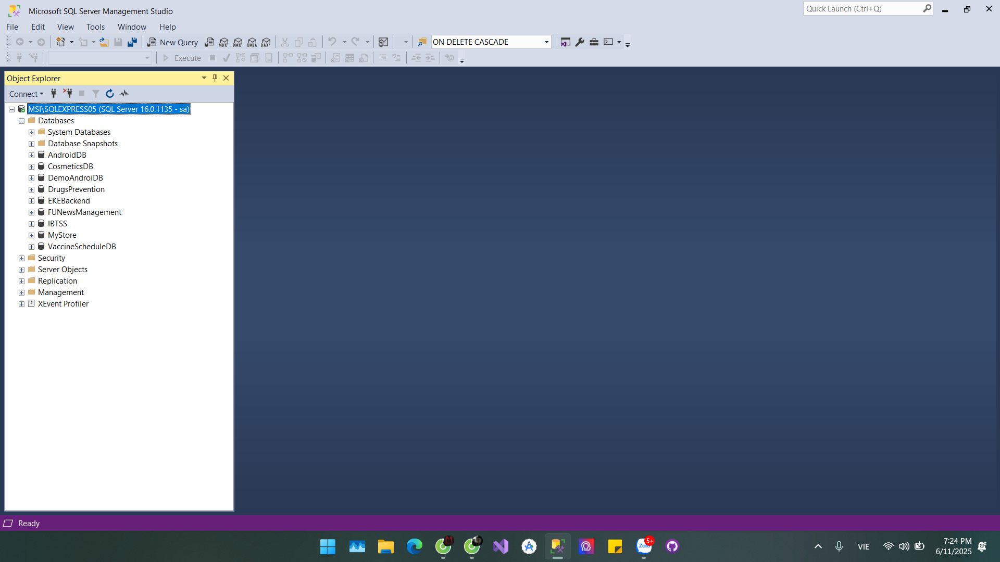 Microsoft SQL Server Management Studio
Quick Launch (Ctrl+Q)
File Edit View Tools Window Help
New Query MDX DMX XMLA DAX ON DELETE CASCADE
Execute
Object Explorer
Connect
MSI\SQLEXPRESS05 (SQL Server 16.0.1135 - sa)
Databases
System Databases
Database Snapshots
AndroidDB
CosmeticsDB
DemoAndroiDB
DrugsPrevention
EKEBackend
FUNewsManagement
IBTSS
MyStore
VaccineScheduleDB
Security
Server Objects
Replication
Management
XEvent Profiler
Ready
Zalo 5+
VIE
7:24 PM
6/11/2025